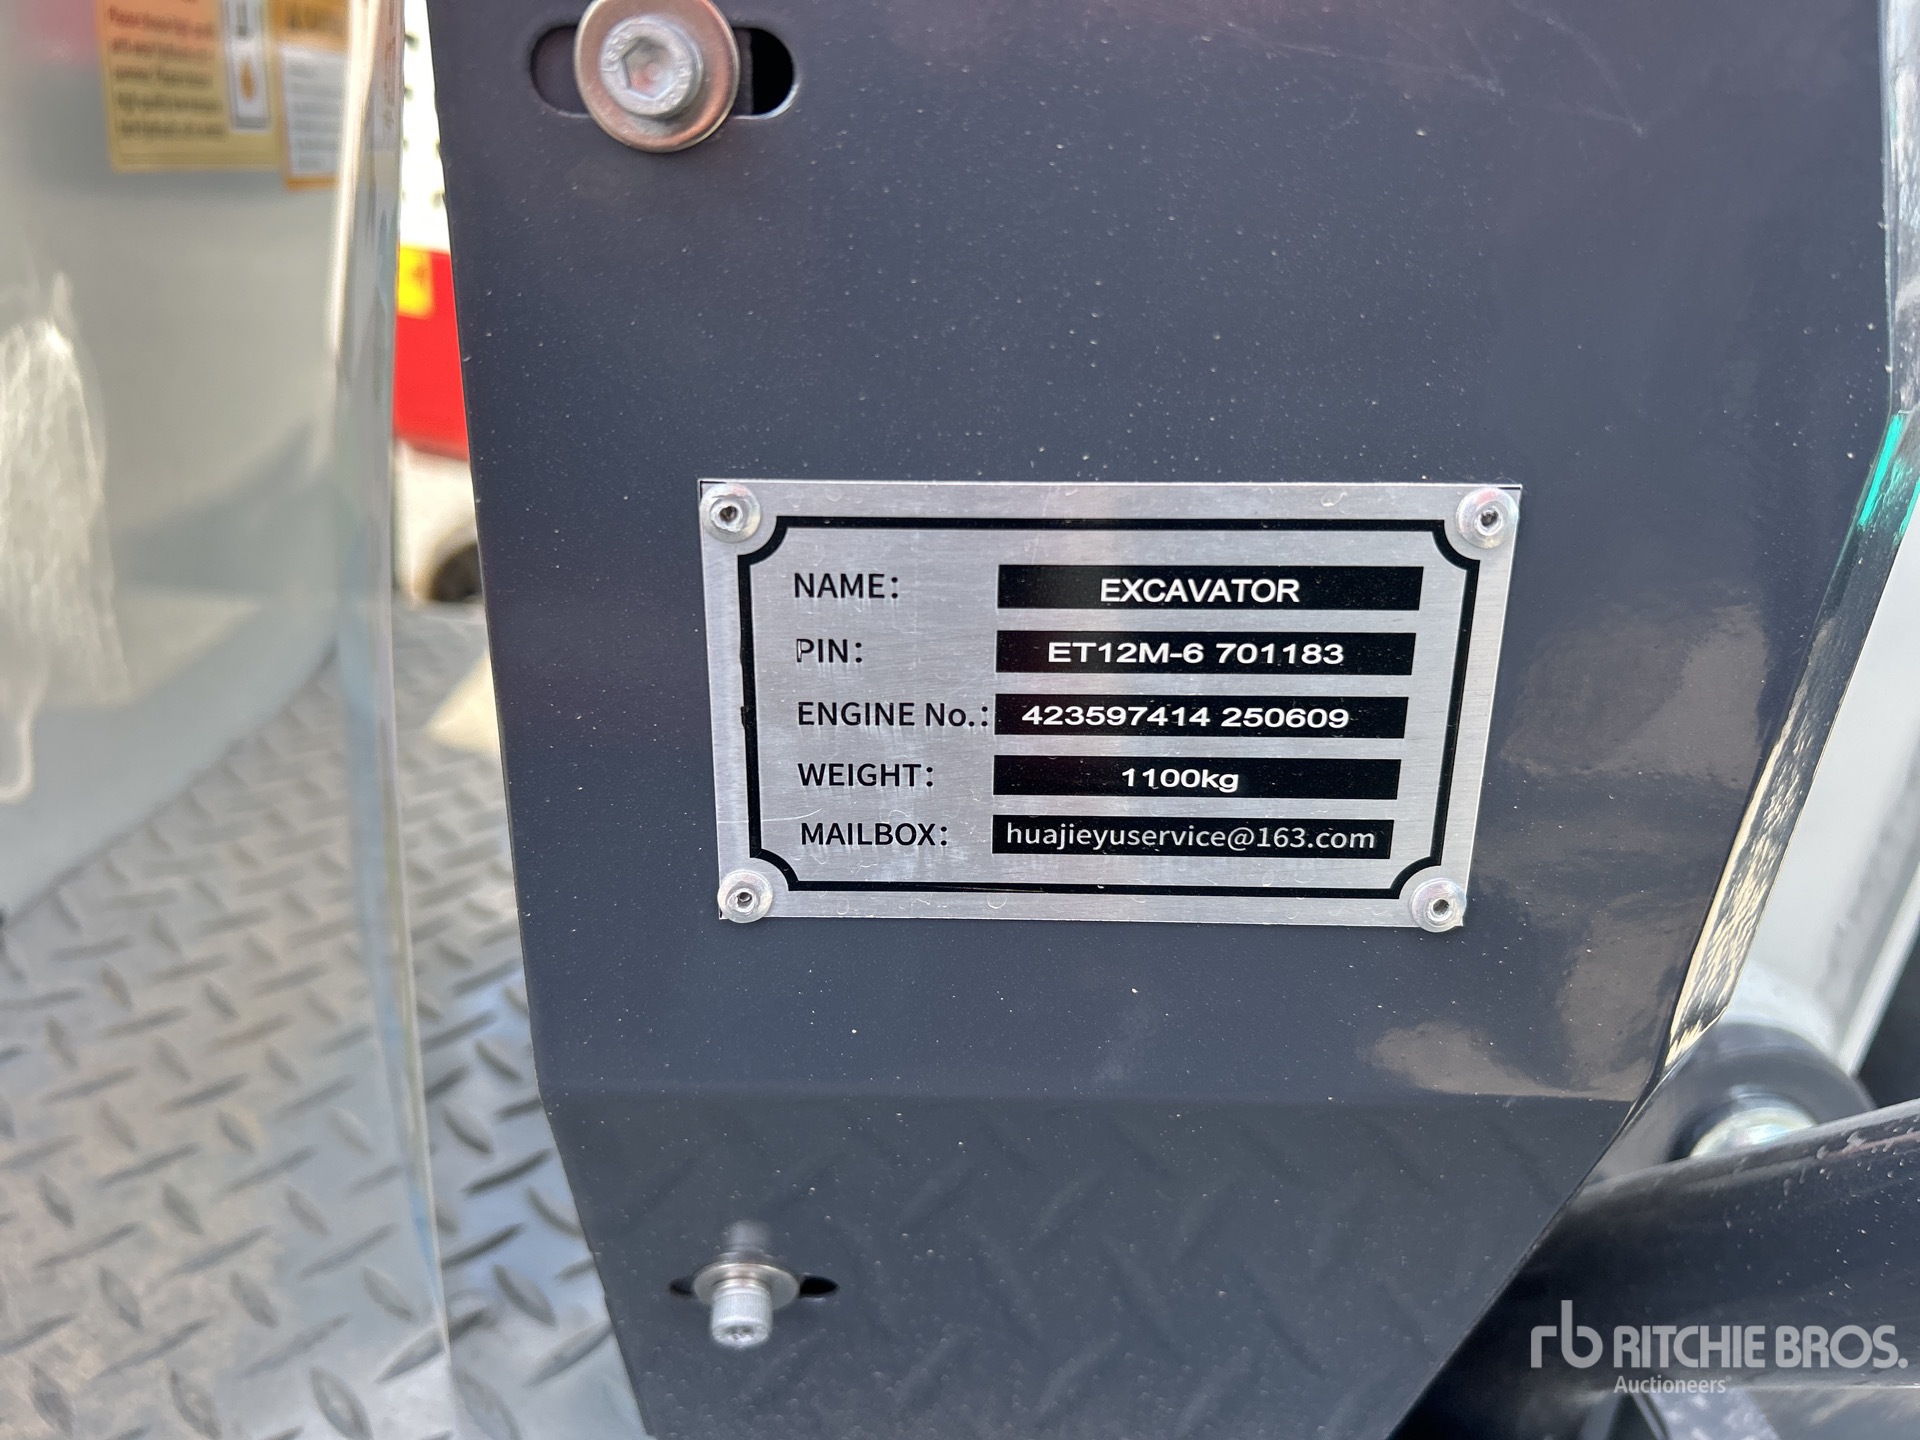 NAME: EXCAVATOR
PIN: ET12M-6 701183
ENGINE No.: 423597414 250609
WEIGHT: 1100kg
MAILBOX: huajieyuservice@163.com
rb RITCHIE BROS.
Auctioneers